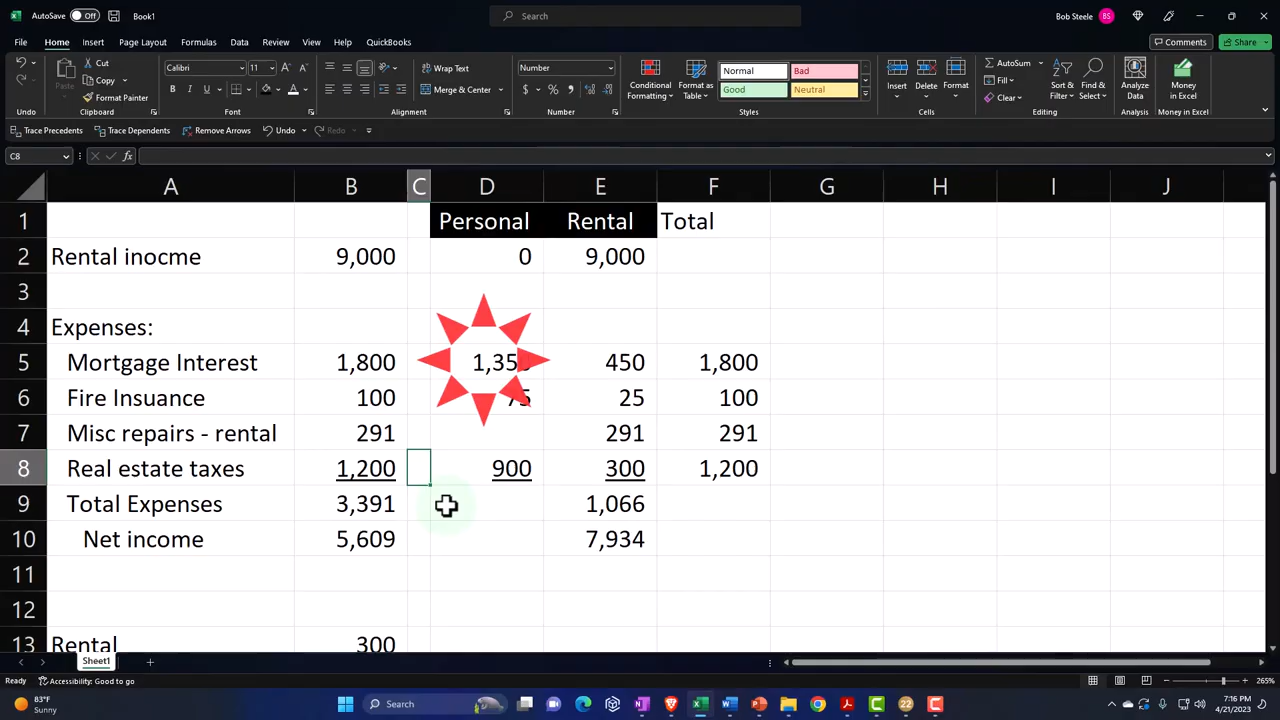 AutoSave Off Book1 Search Bob Steele BS
File Home Insert Page Layout Formulas Data Review View Help QuickBooks Comments Share
Paste Cut Copy Format Painter
Calibri 11
B I U
Wrap Text
Merge & Center
Number
$ % 9
Conditional Formatting Format as Table
Normal Bad
Good Neutral
Insert Delete Format
AutoSum
Fill
Clear
Sort & Filter Find & Select
Analyze Data
Money in Excel
Undo Clipboard Font Alignment Number Styles Cells Editing Analysis Money in Excel
Trace Precedents Trace Dependents Remove Arrows Undo Redo
C8 fx
A B C D E F G H I J
1 Personal Rental Total
2 Rental inocme 9,000 0 9,000
3
4 Expenses:
5 Mortgage Interest 1,800 450 1,800
6 Fire Insuance 100 75 25 100
7 Misc repairs - rental 291 291 291
8 Real estate taxes 1,200 900 300 1,200
9 Total Expenses 3,391 1,066
10 Net income 5,609 7,934
11
12
13 Rental 300
Sheet1
Ready Accessibility: Good to go 265%
83°F
Sunny
Search
22
7:16 PM
4/21/2023